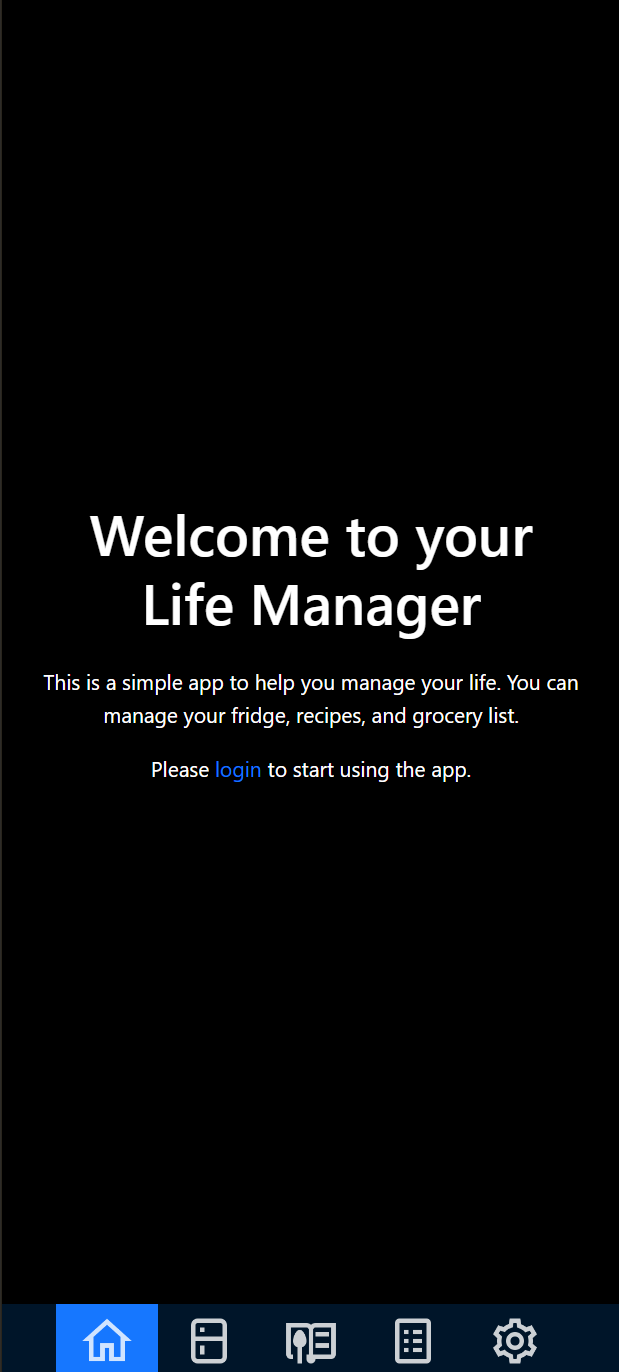 Welcome to your
Life Manager
This is a simple app to help you manage your life. You can
manage your fridge, recipes, and grocery list.
Please login to start using the app.